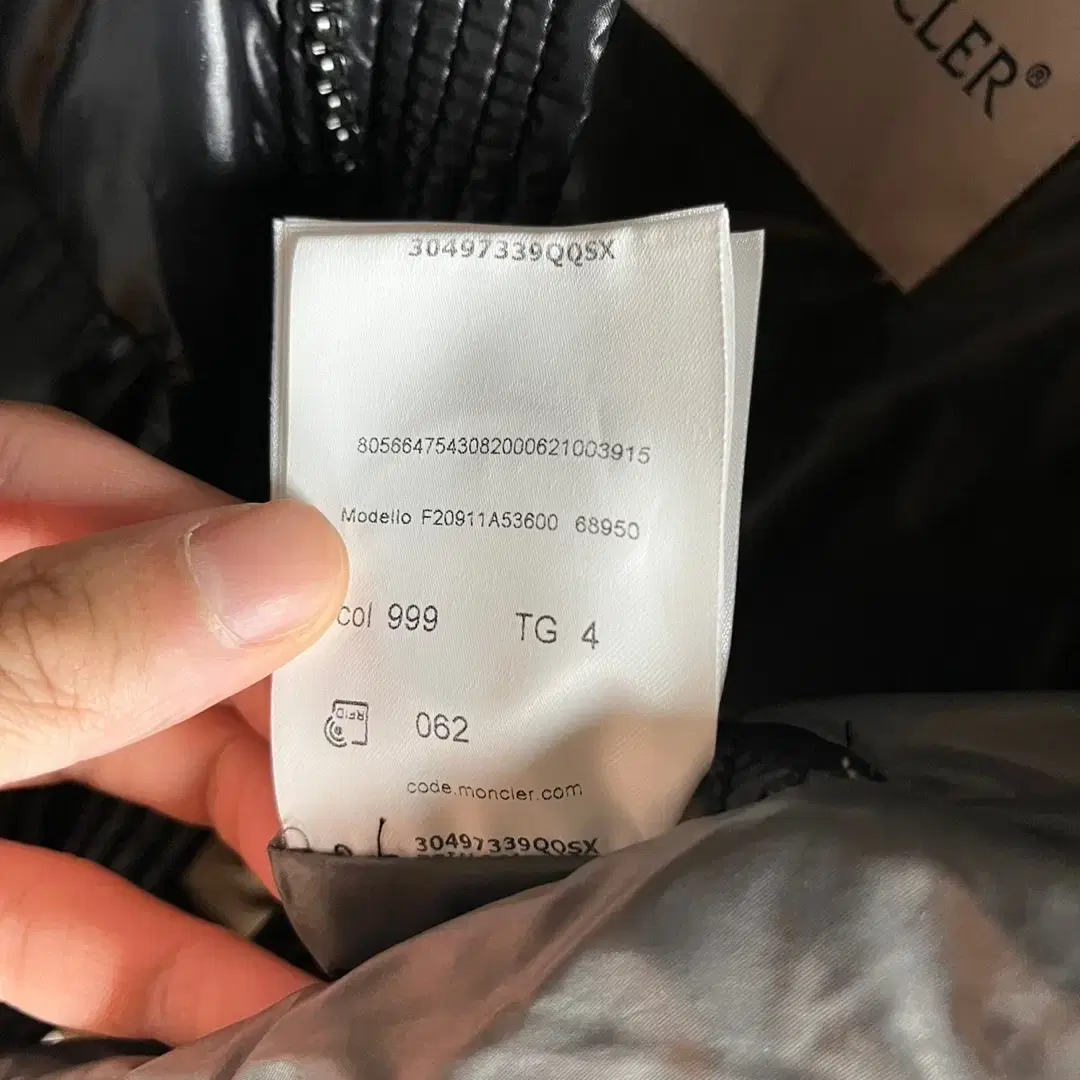 CLER®
30497339QQSX
8056647543082000621003915
Modello F20911A53600 68950
col 999 TG 4
RFID
062
code.moncler.com
30497339QQSX